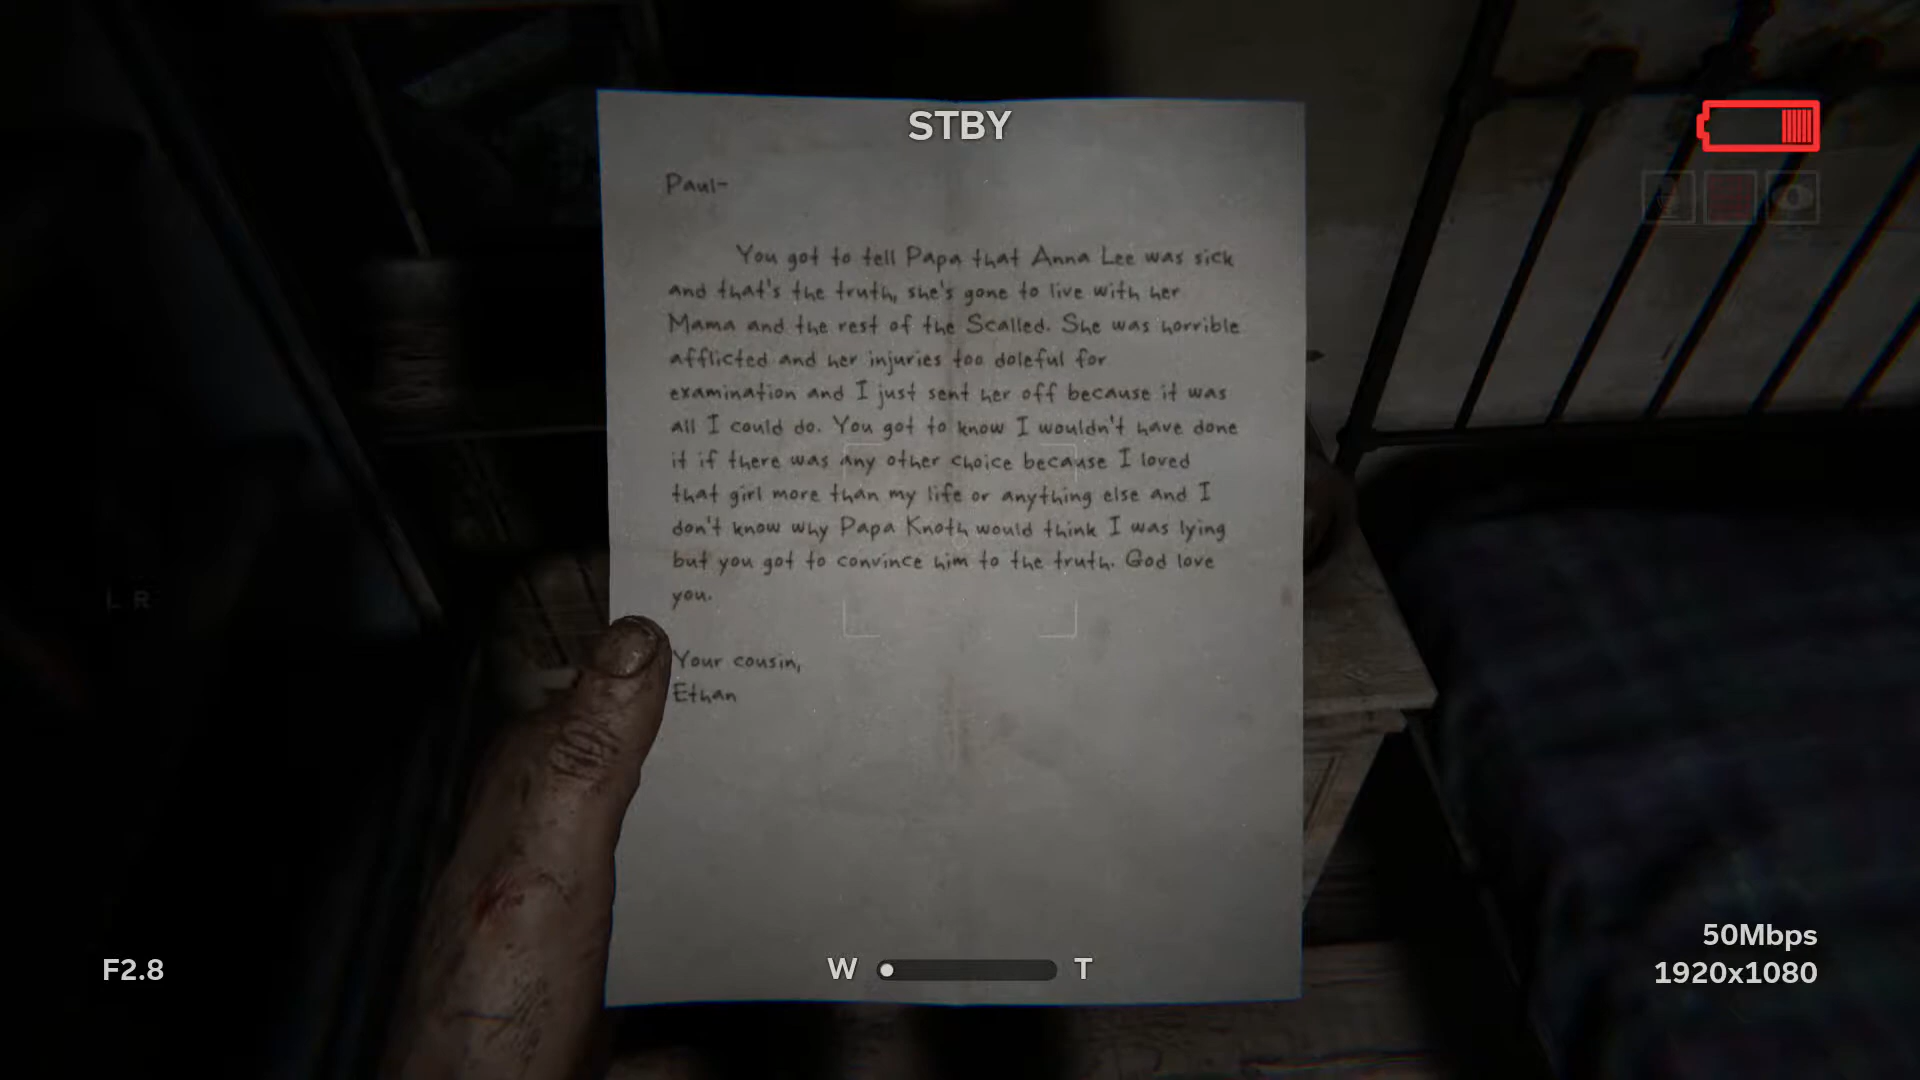 STBY
Paul-
You got to tell Papa that Anna Lee was sick
and that's the truth, she's gone to live with her
Mama and the rest of the Scalled. She was horrible
afflicted and her injuries too doleful for
examination and I just sent her off because it was
all I could do. You got to know I wouldn't have done
it if there was any other choice because I loved
that girl more than my life or anything else and I
don't know why Papa Knoth would think I was lying
but you got to convince him to the truth. God love
you.
Your cousin,
Ethan
L R
F2.8
W T
50Mbps
1920x1080